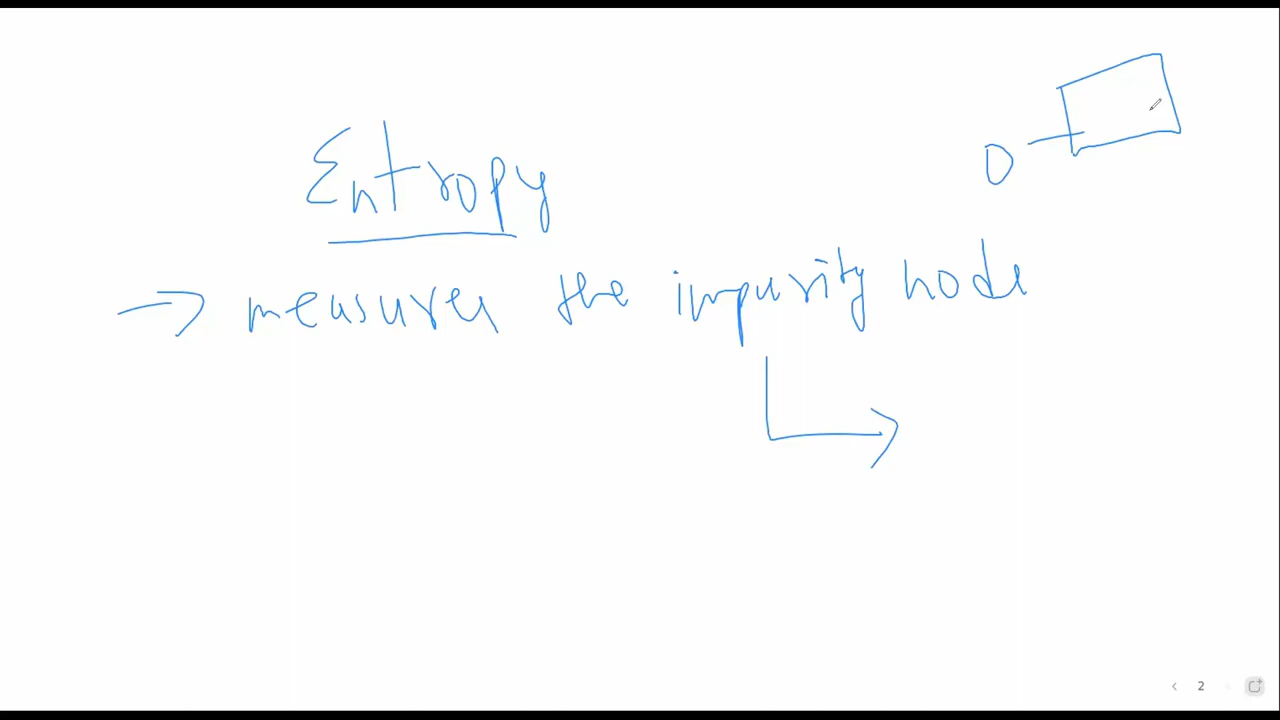 Entropy
→ measures the impurity node
2